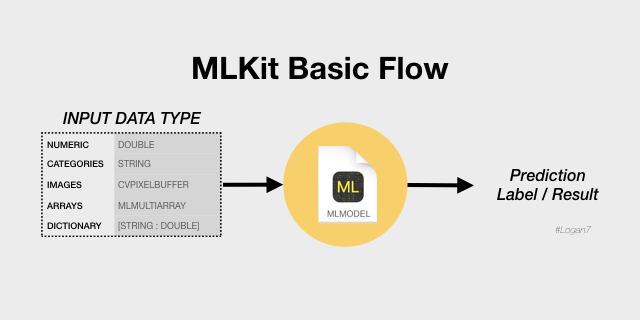 MLKit Basic Flow
INPUT DATA TYPE
NUMERIC DOUBLE
CATEGORIES STRING
IMAGES CVPIXELBUFFER
ARRAYS MLMULTIARRAY
DICTIONARY [STRING : DOUBLE]
ML
MLMODEL
Prediction
Label / Result
#Logan7